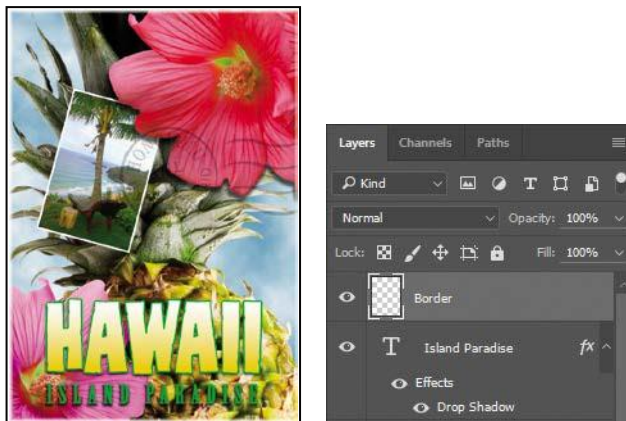 HAWAII
ISLAND PARADISE
Layers Channels Paths
Kind T
Normal Opacity: 100%
Lock: Fill: 100%
Border
T Island Paradise fx
Effects
Drop Shadow